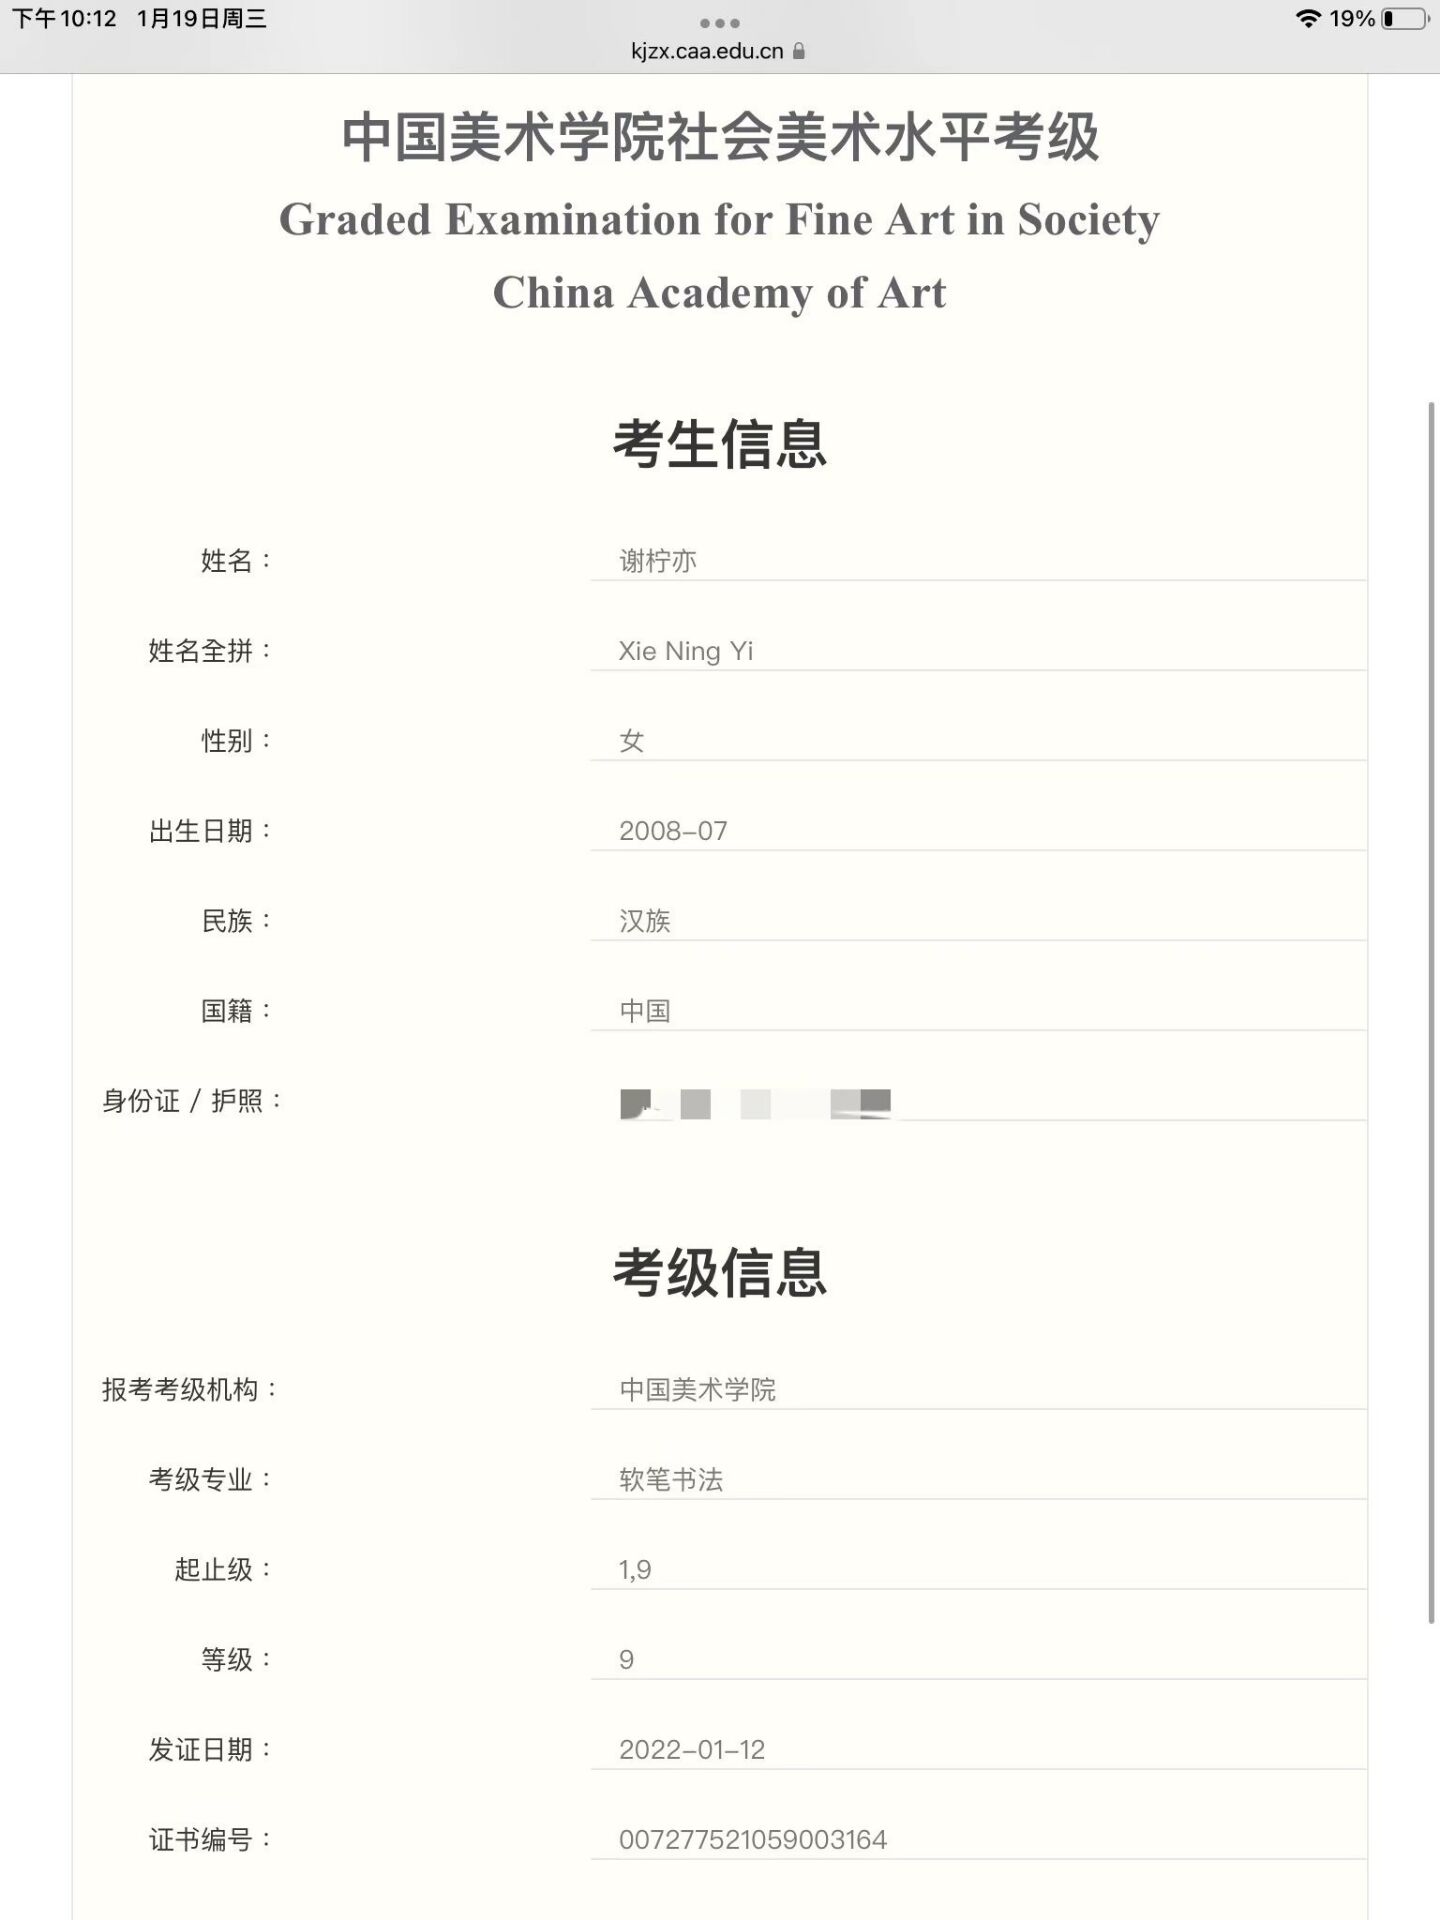 下午10:12 1月19日周三
19%
kjzx.caa.edu.cn
中国美术学院社会美术水平考级
Graded Examination for Fine Art in Society
China Academy of Art
考生信息
姓名： 谢柠亦
姓名全拼： Xie Ning Yi
性别： 女
出生日期： 2008-07
民族： 汉族
国籍： 中国
身份证 / 护照：
考级信息
报考考级机构： 中国美术学院
考级专业： 软笔书法
起止级： 1,9
等级： 9
发证日期： 2022-01-12
证书编号： 007277521059003164